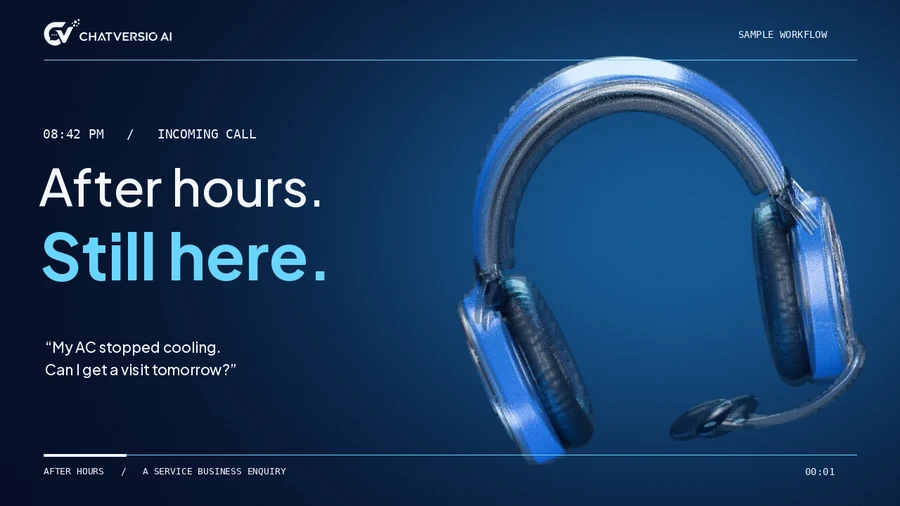 CHATVERSIO AI
SAMPLE WORKFLOW
08:42 PM / INCOMING CALL
After hours.
Still here.
“My AC stopped cooling.
Can I get a visit tomorrow?”
AFTER HOURS / A SERVICE BUSINESS ENQUIRY
00:01